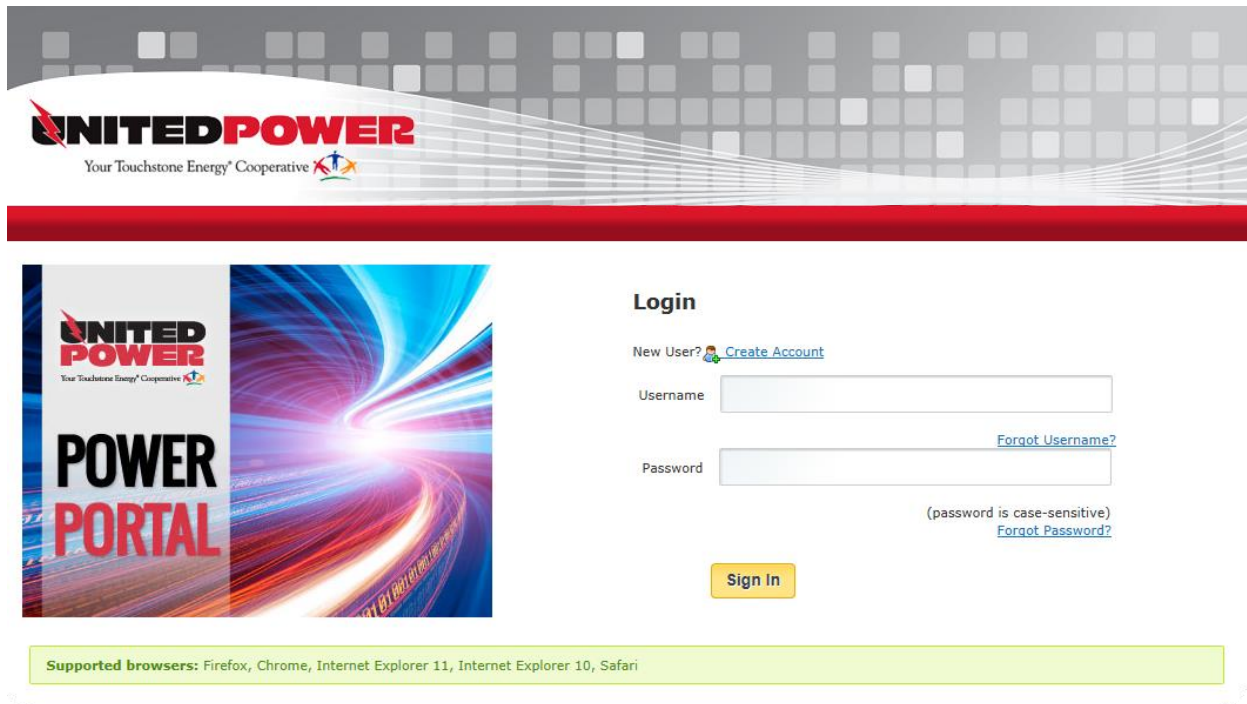 UNITEDPOWER
Your Touchstone Energy® Cooperative
UNITED
POWER
Your Touchstone Energy® Cooperative
POWER
PORTAL
Login
New User? Create Account
Username
Forgot Username?
Password
(password is case-sensitive)
Forgot Password?
Sign In
Supported browsers: Firefox, Chrome, Internet Explorer 11, Internet Explorer 10, Safari